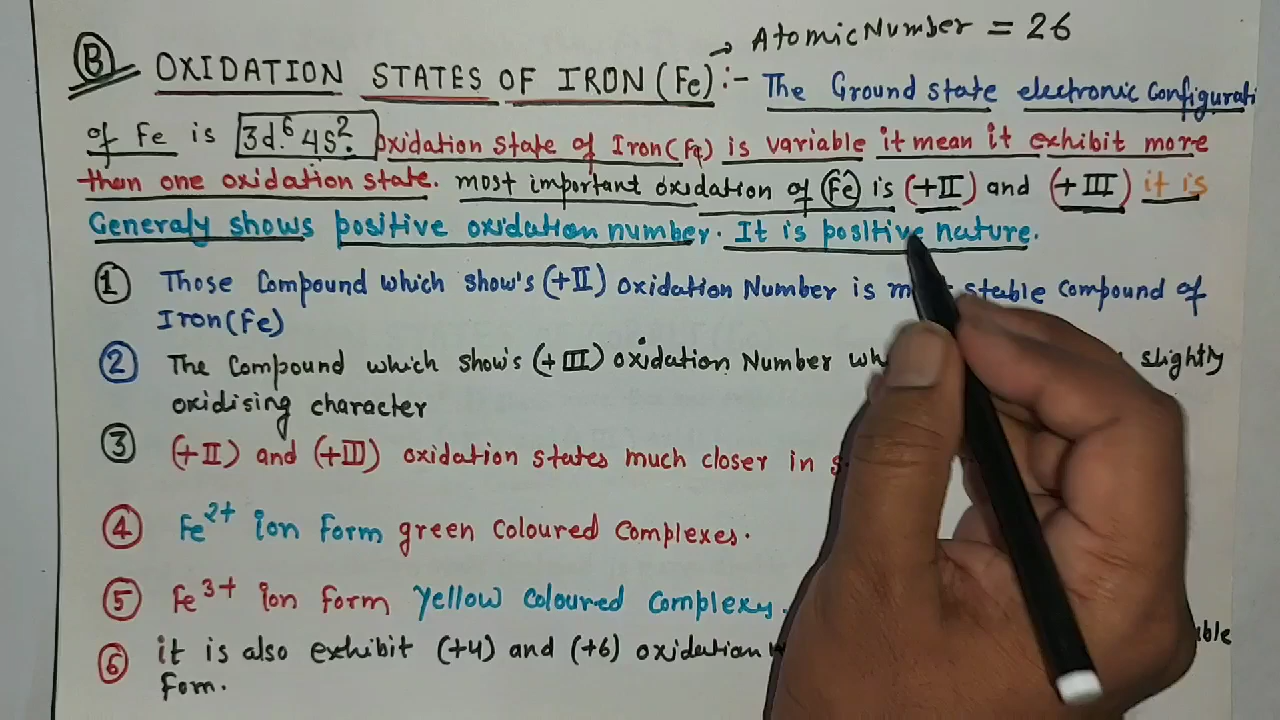 → Atomic Number = 26
(B) OXIDATION STATES OF IRON (Fe) :- The Ground state electronic configurati
of Fe is 3d⁶ 4s². oxidation state of Iron(Fe) is variable it mean it exhibit more
than one oxidation state. most important oxidation of Fe is (+II) and (+III) it is
Generaly shows positive oxidation number. It is positive nature.
① Those Compound which show's (+II) oxidation Number is stable compound of
Iron(Fe)
② The Compound which show's (+III) oxidation Number slightly
oxidising character
③ (+II) and (+III) oxidation states much closer in
④ Fe²⁺ ion form green coloured complexes.
⑤ Fe³⁺ ion form yellow coloured complexes.
⑥ it is also exhibit (+4) and (+6) oxidation
form.